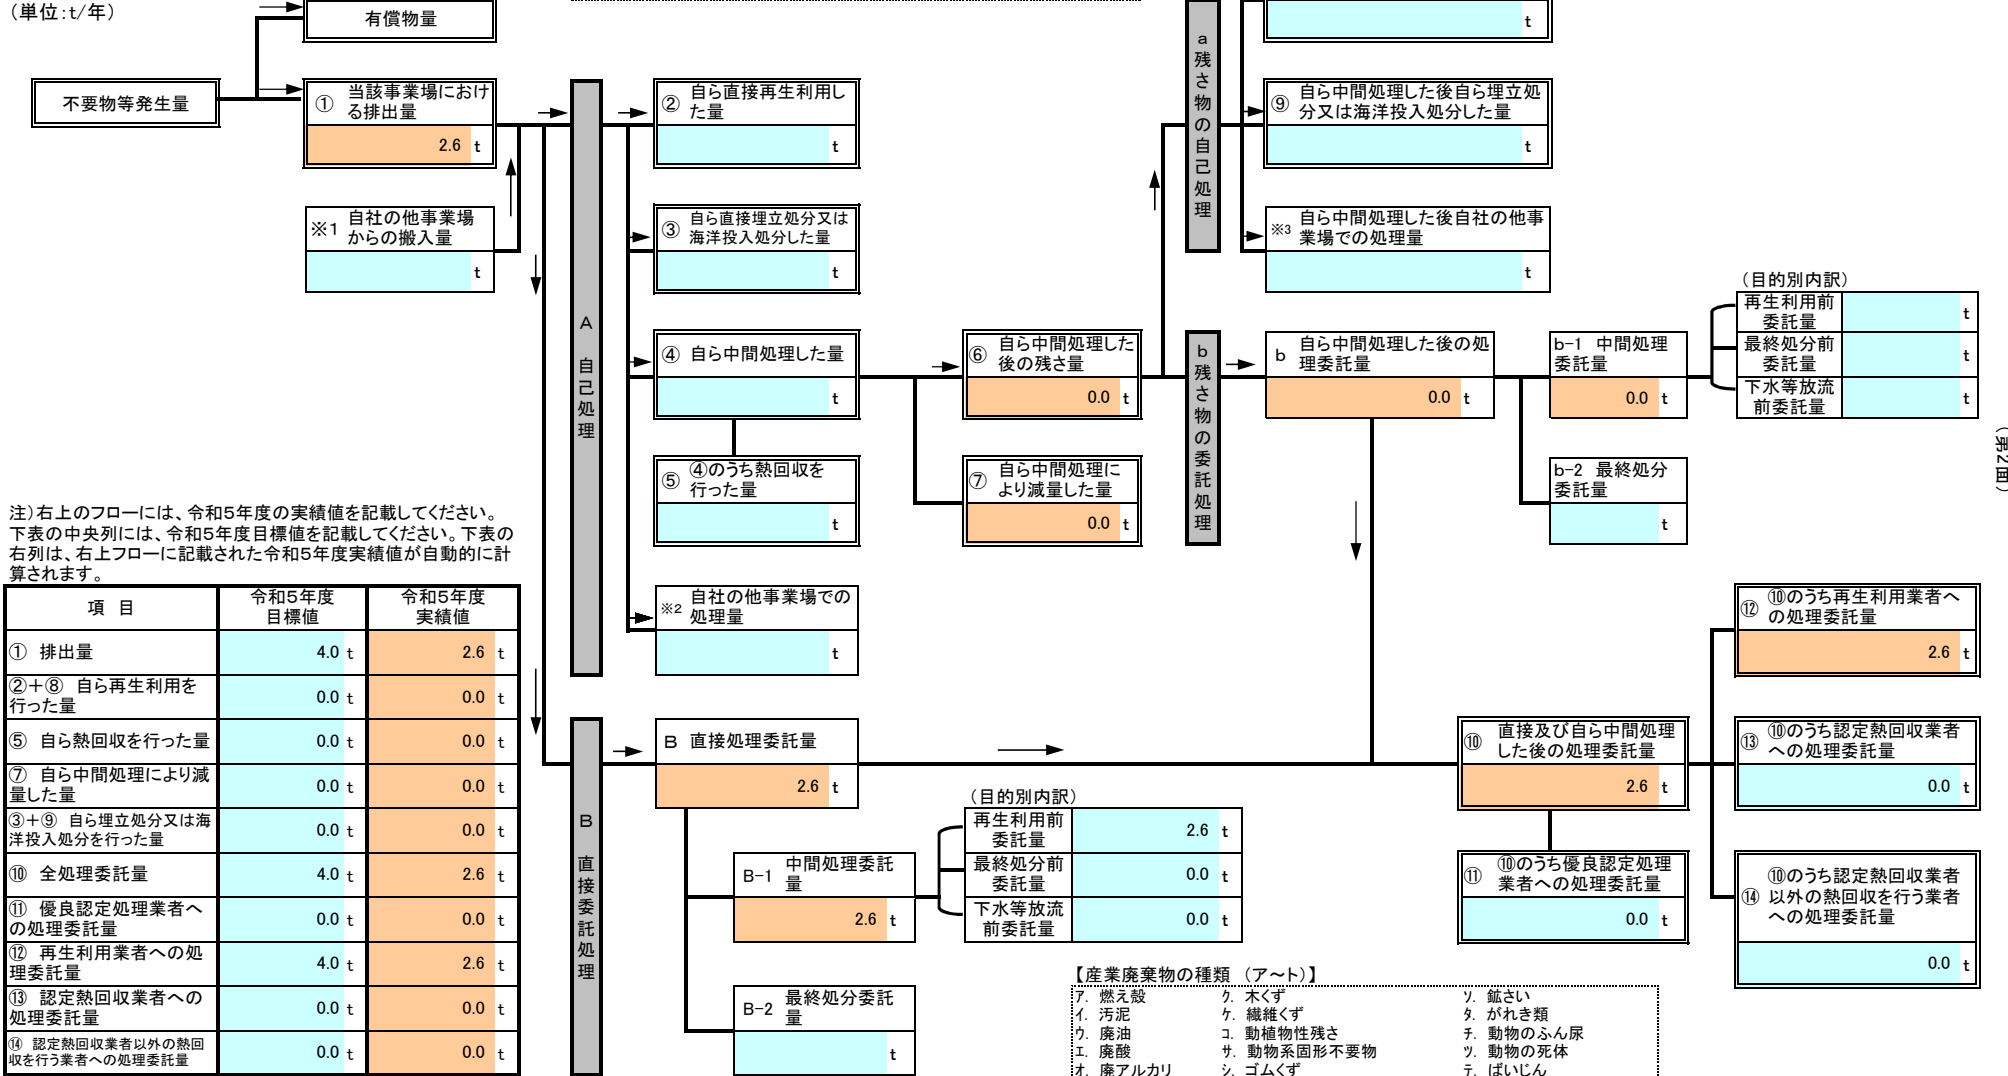 （単位：t/年）
有償物量
不要物等発生量
① 当該事業場におけ
る排出量
2.6 t
※1 自社の他事業場
からの搬入量
t
A 自己処理
② 自ら直接再生利用し
た量
t
③ 自ら直接埋立処分又は
海洋投入処分した量
t
④ 自ら中間処理した量
t
⑤ ④のうち熱回収を
行った量
t
※2 自社の他事業場での
処理量
t
⑥ 自ら中間処理した
後の残さ量
0.0 t
⑦ 自ら中間処理に
より減量した量
0.0 t
a 残さ物の自己処理
t
⑨ 自ら中間処理した後自ら埋立処
分又は海洋投入処分した量
t
※3 自ら中間処理した後自社の他事
業場での処理量
t
b 残さ物の委託処理
b 自ら中間処理した後の処
理委託量
0.0 t
b-1 中間処理
委託量
0.0 t
b-2 最終処分
委託量
t
（目的別内訳）
再生利用前
委託量 t
最終処分前
委託量 t
下水等放流
前委託量 t
（第2面）
注）右上のフローには、令和5年度の実績値を記載してください。
下表の中央列には、令和5年度目標値を記載してください。下表の
右列は、右上フローに記載された令和5年度実績値が自動的に計
算されます。
項 目 令和5年度 目標値 令和5年度 実績値
① 排出量 4.0 t 2.6 t
②＋⑧ 自ら再生利用を
行った量 0.0 t 0.0 t
⑤ 自ら熱回収を行った量 0.0 t 0.0 t
⑦ 自ら中間処理により減
量した量 0.0 t 0.0 t
③＋⑨ 自ら埋立処分又は海
洋投入処分を行った量 0.0 t 0.0 t
⑩ 全処理委託量 4.0 t 2.6 t
⑪ 優良認定処理業者へ
の処理委託量 0.0 t 0.0 t
⑫ 再生利用業者への処
理委託量 4.0 t 2.6 t
⑬ 認定熱回収業者への
処理委託量 0.0 t 0.0 t
⑭ 認定熱回収業者以外の熱回
収を行う業者への処理委託量 0.0 t 0.0 t
B 直接委託処理
B 直接処理委託量
2.6 t
B-1 中間処理委託
量
2.6 t
B-2 最終処分委託
量
t
（目的別内訳）
再生利用前
委託量 2.6 t
最終処分前
委託量 0.0 t
下水等放流
前委託量 0.0 t
⑩ 直接及び自ら中間処理
した後の処理委託量
2.6 t
⑪ ⑩のうち優良認定処理
業者への処理委託量
0.0 t
⑫ ⑩のうち再生利用業者へ
の処理委託量
2.6 t
⑬ ⑩のうち認定熱回収業者
への処理委託量
0.0 t
⑭ ⑩のうち認定熱回収業者
以外の熱回収を行う業者
への処理委託量
0.0 t
【産業廃棄物の種類 （ア～ト）】
ア. 燃え殻 ク. 木くず ソ. 鉱さい
イ. 汚泥 ケ. 繊維くず タ. がれき類
ウ. 廃油 コ. 動植物性残さ チ. 動物のふん尿
エ. 廃酸 サ. 動物系固形不要物 ツ. 動物の死体
オ. 廃アルカリ シ. ゴムくず テ. ばいじん